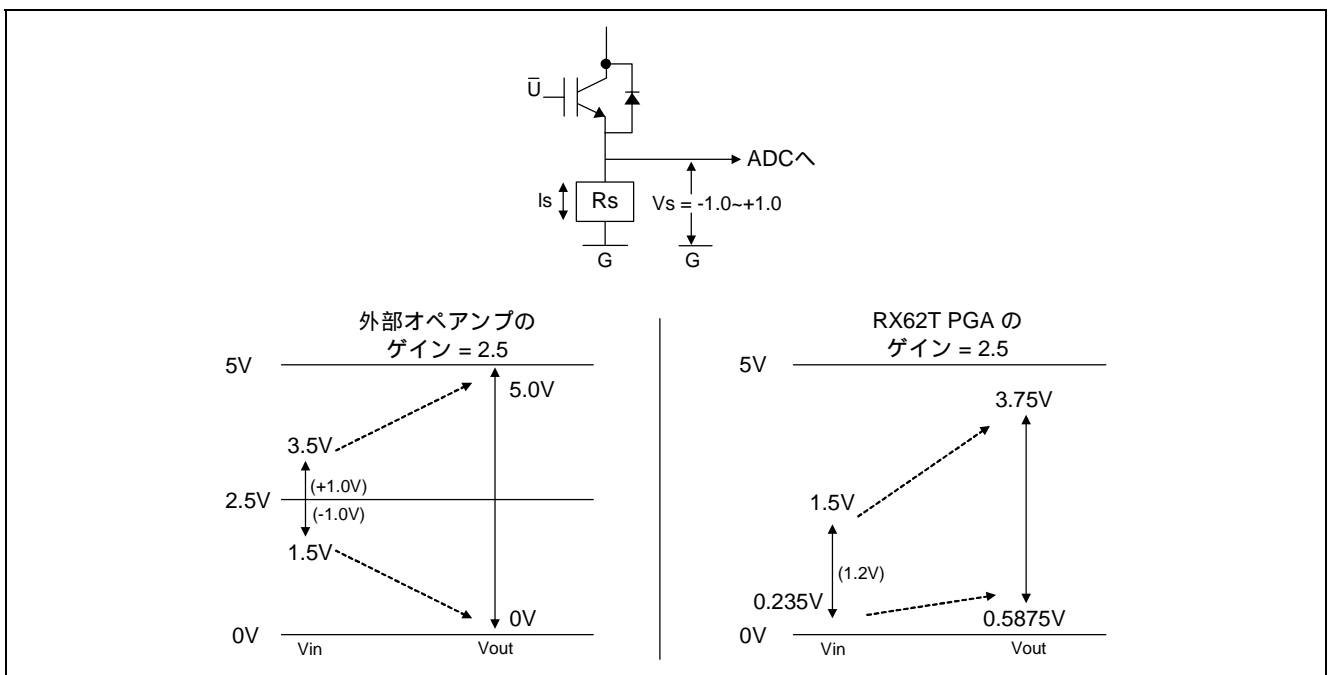 Ū
ADCへ
Is
Rs
Vs = -1.0~+1.0
G
G
外部オペアンプの
ゲイン = 2.5
5V
5.0V
3.5V
(+1.0V)
2.5V
(-1.0V)
1.5V
0V
0V
Vin
Vout
RX62T PGA の
ゲイン = 2.5
5V
3.75V
1.5V
(1.2V)
0.235V
0.5875V
0V
Vin
Vout